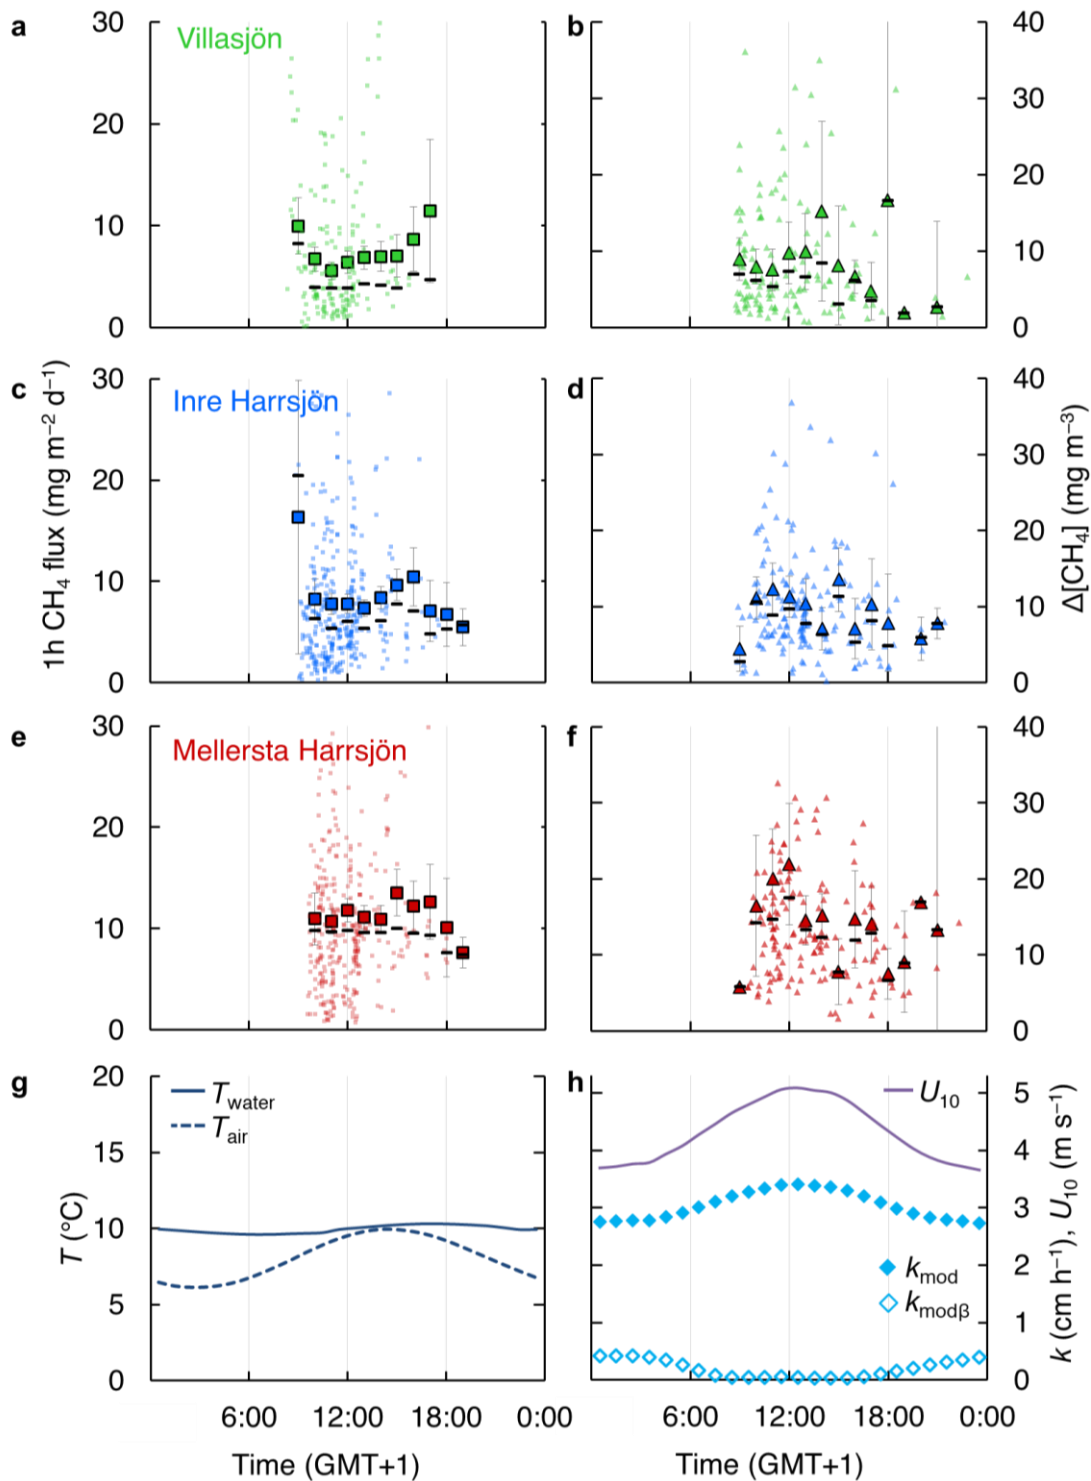 a
Villasjön
30
20
10
0
b
40
30
20
10
0
c
Inre Harrsjön
30
20
10
0
d
40
30
20
10
0
1h CH₄ flux (mg m⁻² d⁻¹)
Δ[CH₄] (mg m⁻³)
e
Mellersta Harrsjön
30
20
10
0
f
40
30
20
10
0
g
T water
T air
20
15
10
5
0
T (°C)
6:00 12:00 18:00 0:00
Time (GMT+1)
h
U₁₀
k mod
k modβ
5
4
3
2
1
0
k (cm h⁻¹), U₁₀ (m s⁻¹)
6:00 12:00 18:00 0:00
Time (GMT+1)